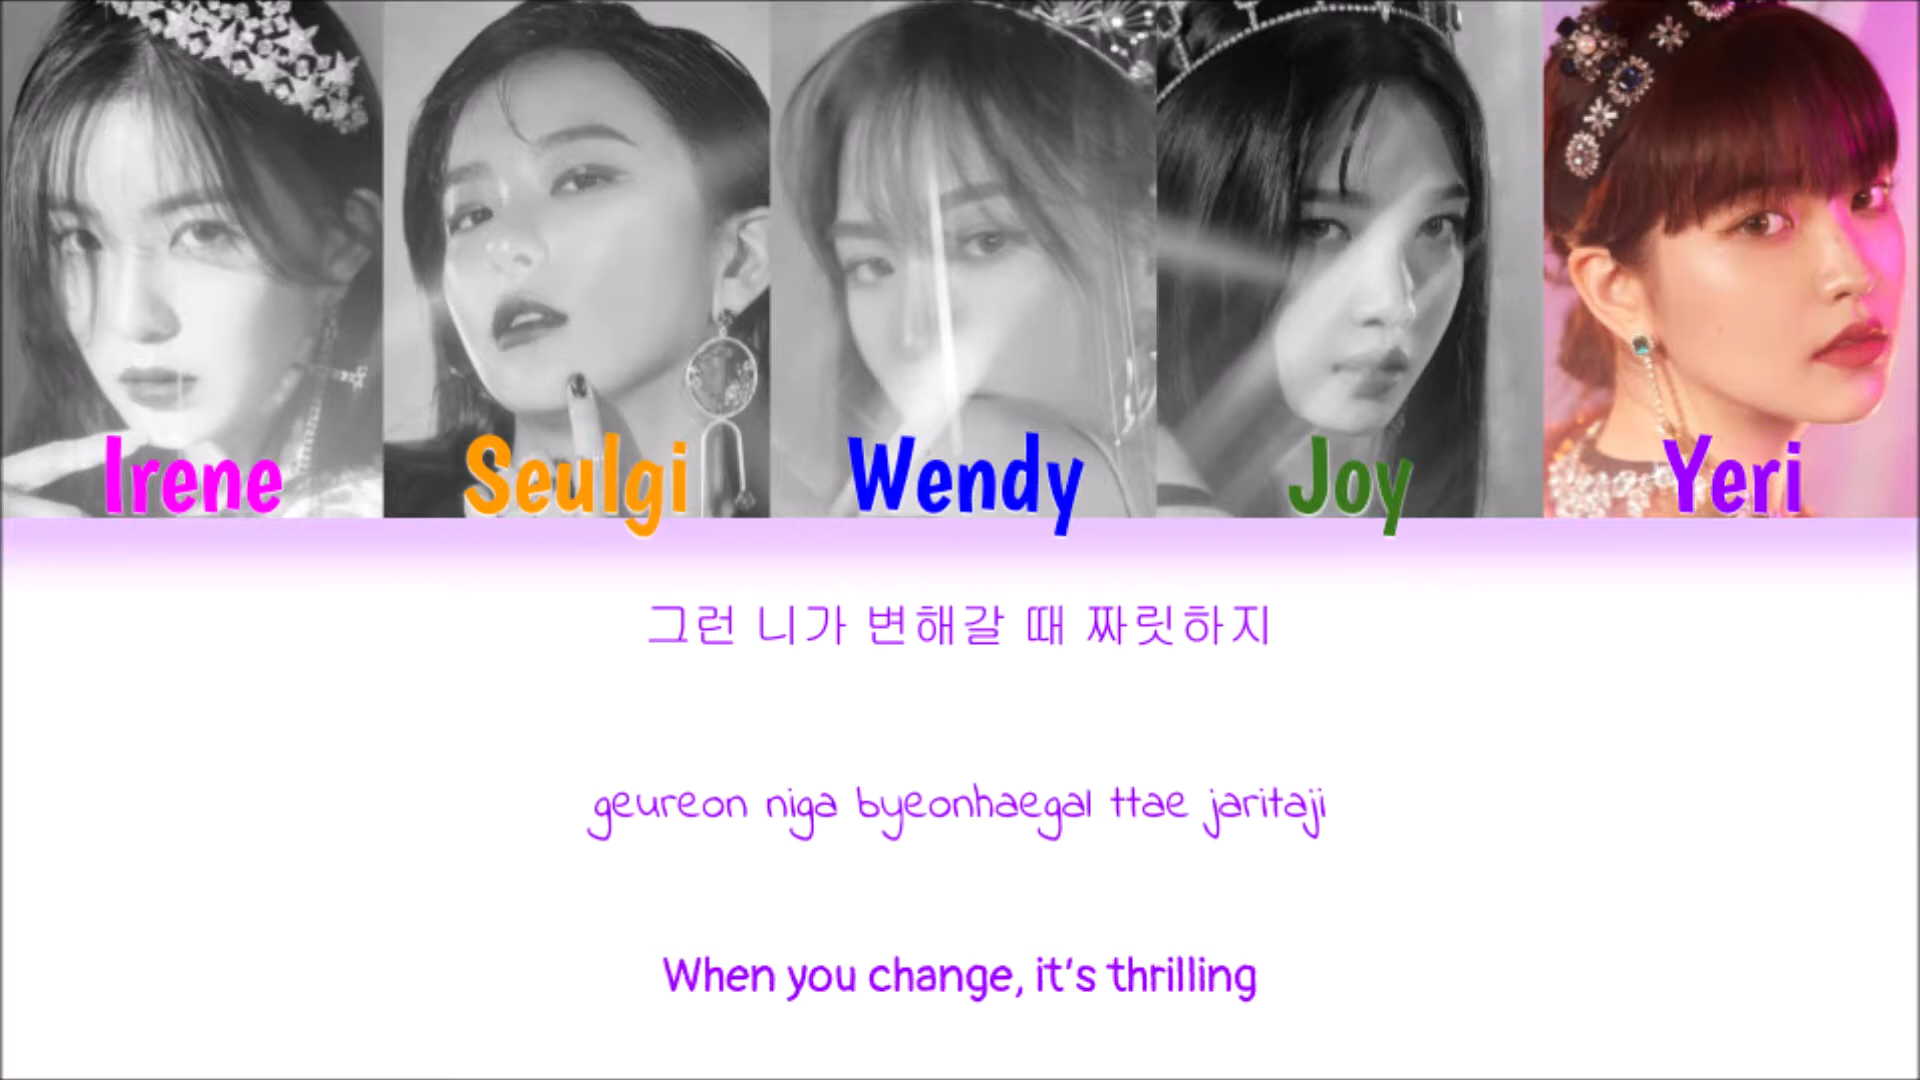 Irene Seulgi Wendy Joy Yeri
그런 니가 변해갈 때 짜릿하지
geureon niga byeonhaegal ttae jaritaji
When you change, it's thrilling